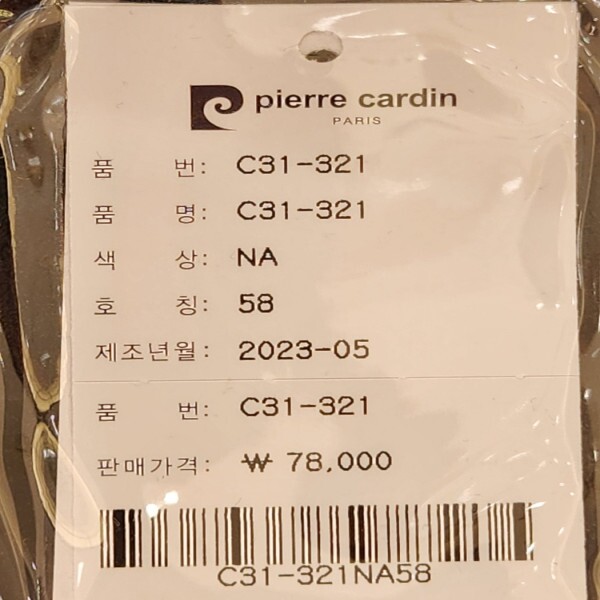 pierre cardin
PARIS
품 번: C31-321
품 명: C31-321
색 상: NA
호 칭: 58
제조년월: 2023-05
품 번: C31-321
판매가격: ₩ 78,000
C31-321NA58